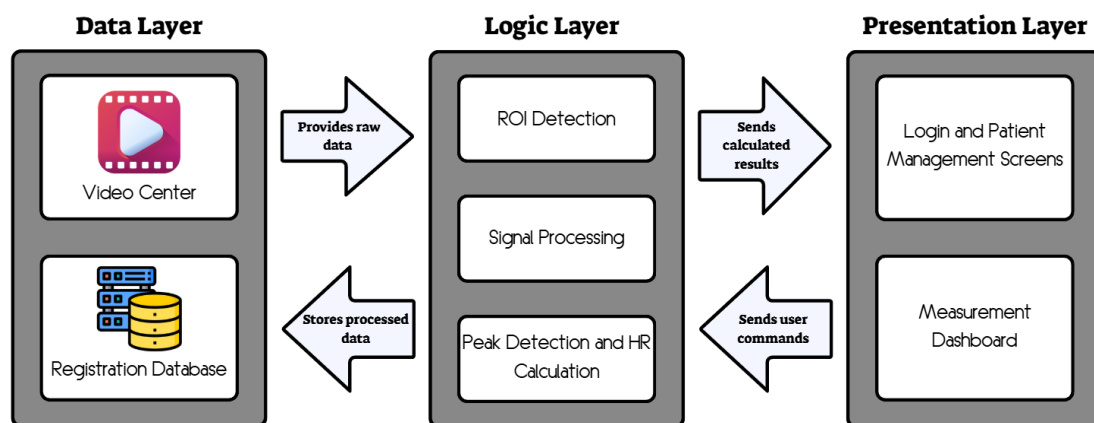 Data Layer
Logic Layer
Presentation Layer
Video Center
Registration Database
Provides raw
data
Stores processed
data
ROI Detection
Signal Processing
Peak Detection and HR
Calculation
Sends
calculated
results
Sends user
commands
Login and Patient
Management Screens
Measurement
Dashboard